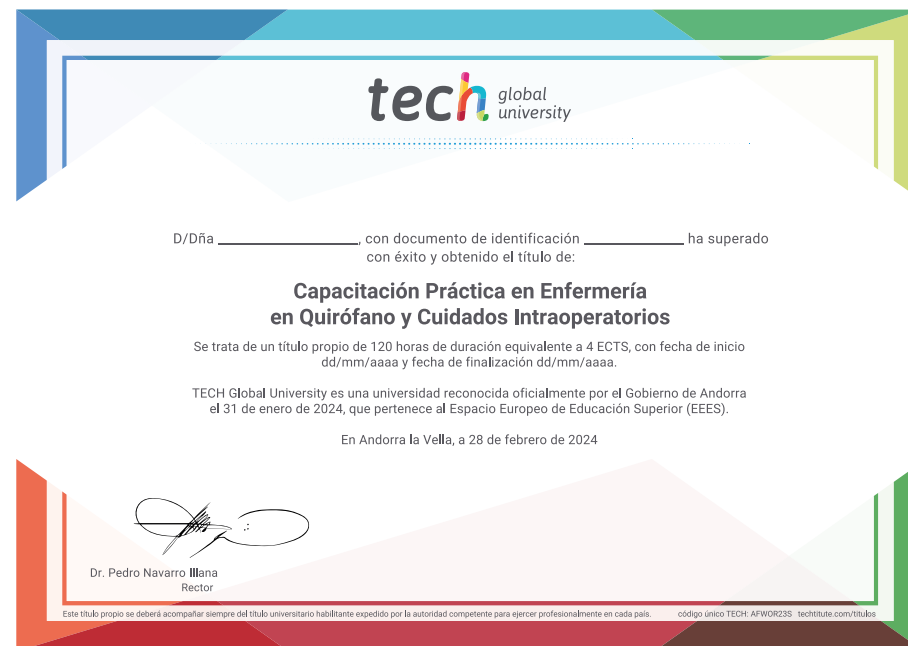 tech global university
D/Dña ________________, con documento de identificación ____________ ha superado
con éxito y obtenido el título de:
Capacitación Práctica en Enfermería
en Quirófano y Cuidados Intraoperatorios
Se trata de un título propio de 120 horas de duración equivalente a 4 ECTS, con fecha de inicio
dd/mm/aaaa y fecha de finalización dd/mm/aaaa.
TECH Global University es una universidad reconocida oficialmente por el Gobierno de Andorra
el 31 de enero de 2024, que pertenece al Espacio Europeo de Educación Superior (EEES).
En Andorra la Vella, a 28 de febrero de 2024
Dr. Pedro Navarro Illana
Rector
Este título propio se deberá acompañar siempre del título universitario habilitante expedido por la autoridad competente para ejercer profesionalmente en cada país. código único TECH: AFWOR23S techtitute.com/titulos